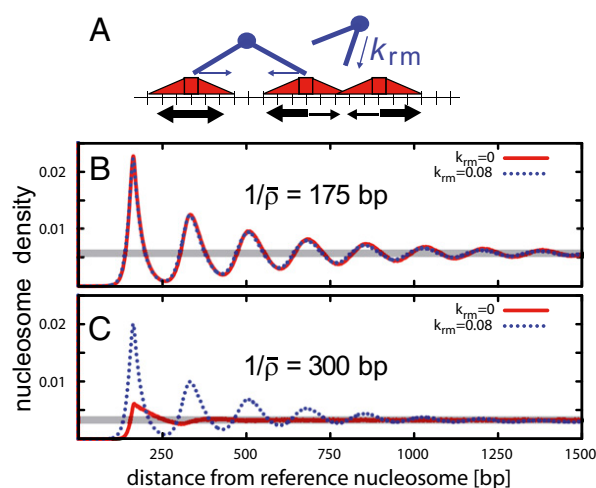 A
k_rm
B
k_rm=0
k_rm=0.08
1/ρ̄ = 175 bp
0.02
0.01
C
k_rm=0
k_rm=0.08
1/ρ̄ = 300 bp
0.02
0.01
nucleosome density
250 500 750 1000 1250 1500
distance from reference nucleosome [bp]